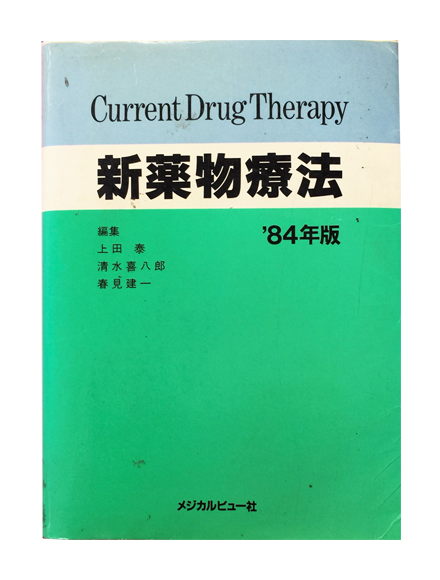 Current Drug Therapy
新薬物療法
編集
'84年版
上田 泰
清水喜八郎
春見建一
メジカルビュー社